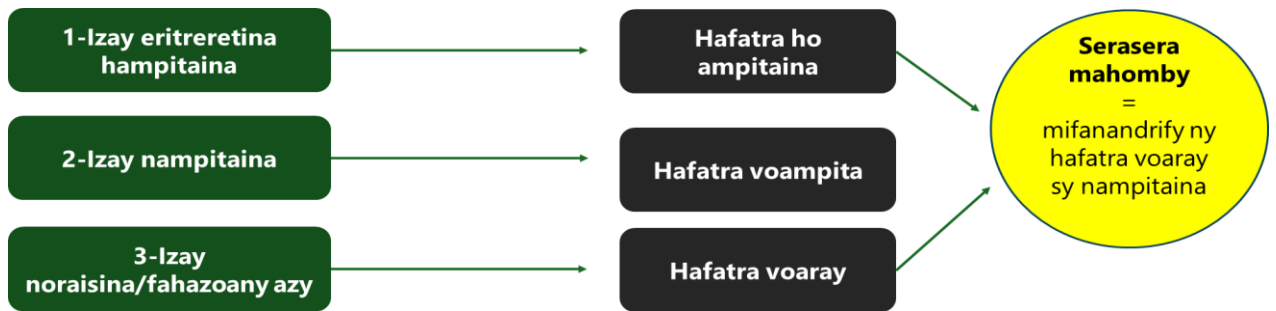 1-Izay eritreretina
hampitaina
Hafatra ho
ampitaina
2-Izay nampitaina
Hafatra voampita
3-Izay
noraisina/fahazoany azy
Hafatra voaray
Serasera
mahomby
=
mifanandrify ny
hafatra voaray
sy nampitaina